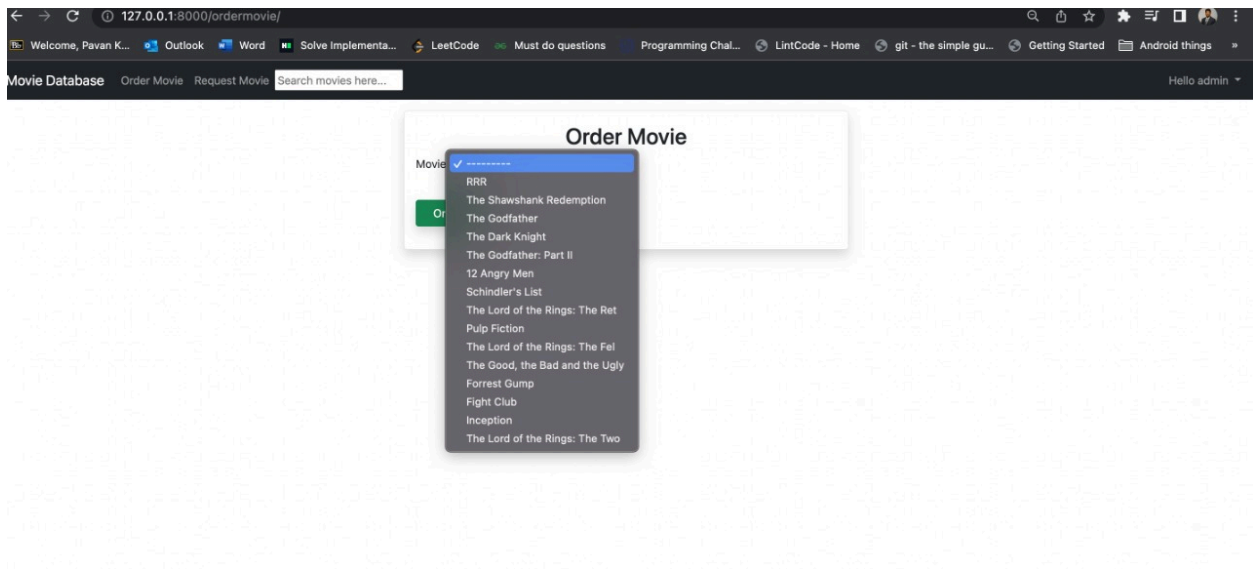 127.0.0.1:8000/ordermovie/
Welcome, Pavan K... Outlook Word Solve Implementa... LeetCode Must do questions Programming Chal... LintCode - Home git - the simple gu... Getting Started Android things »
Movie Database Order Movie Request Movie Search movies here... Hello admin
Order Movie
Movie ✓ ---------
RRR
The Shawshank Redemption
Or
The Godfather
The Dark Knight
The Godfather: Part II
12 Angry Men
Schindler's List
The Lord of the Rings: The Ret
Pulp Fiction
The Lord of the Rings: The Fel
The Good, the Bad and the Ugly
Forrest Gump
Fight Club
Inception
The Lord of the Rings: The Two